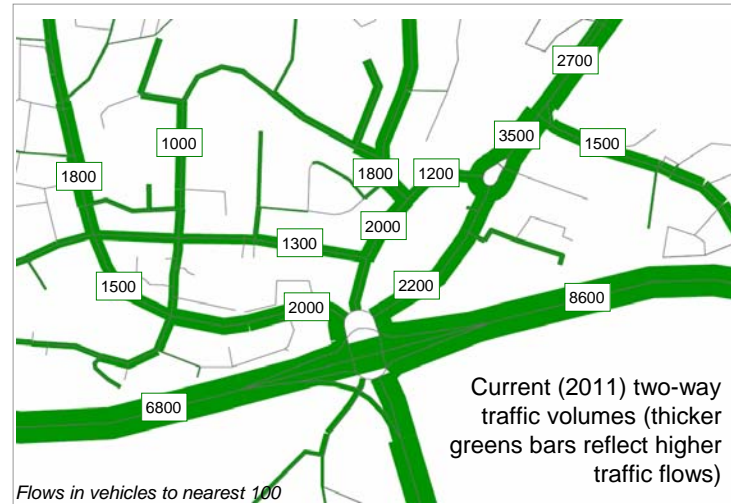 2700
3500
1000
1500
1800
1800
1200
2000
1300
2200
1500
2000
8600
6800
Current (2011) two-way
traffic volumes (thicker
greens bars reflect higher
traffic flows)
Flows in vehicles to nearest 100